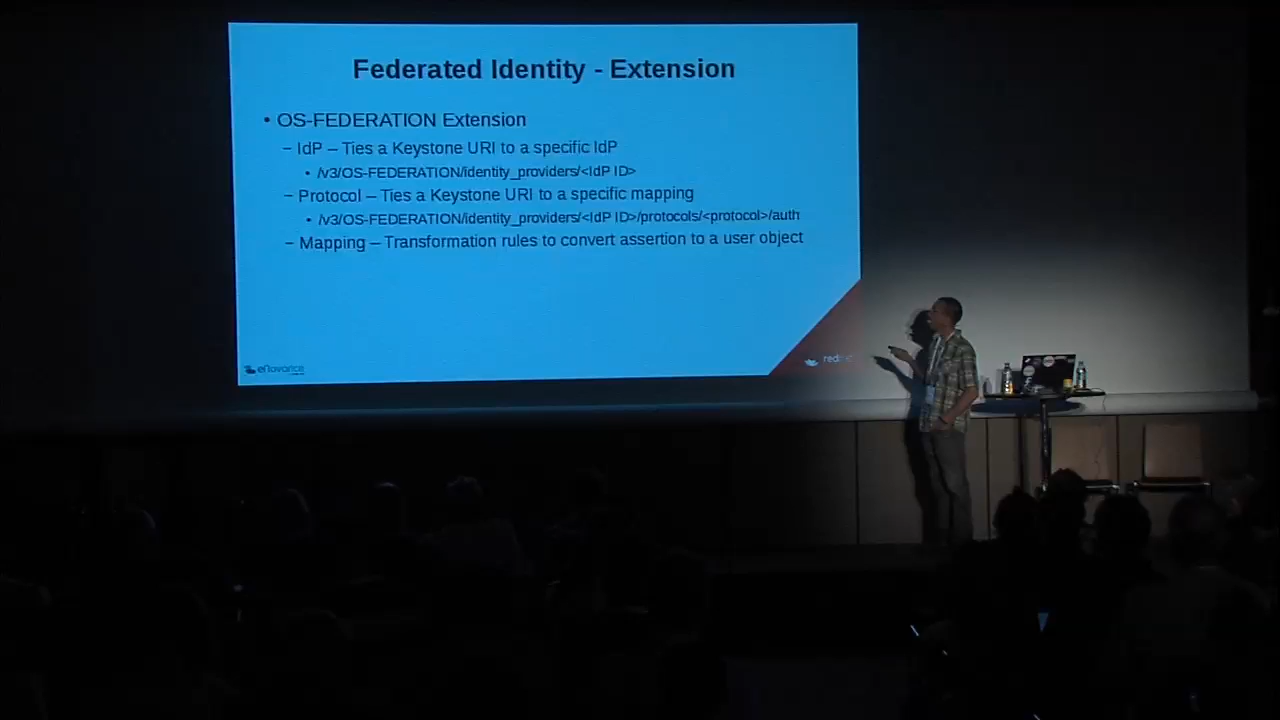 Federated Identity - Extension
• OS-FEDERATION Extension
– IdP – Ties a Keystone URI to a specific IdP
• /v3/OS-FEDERATION/identity_providers/<IdP ID>
– Protocol – Ties a Keystone URI to a specific mapping
• /v3/OS-FEDERATION/identity_providers/<IdP ID>/protocols/<protocol>/auth
– Mapping – Transformation rules to convert assertion to a user object
eNovance